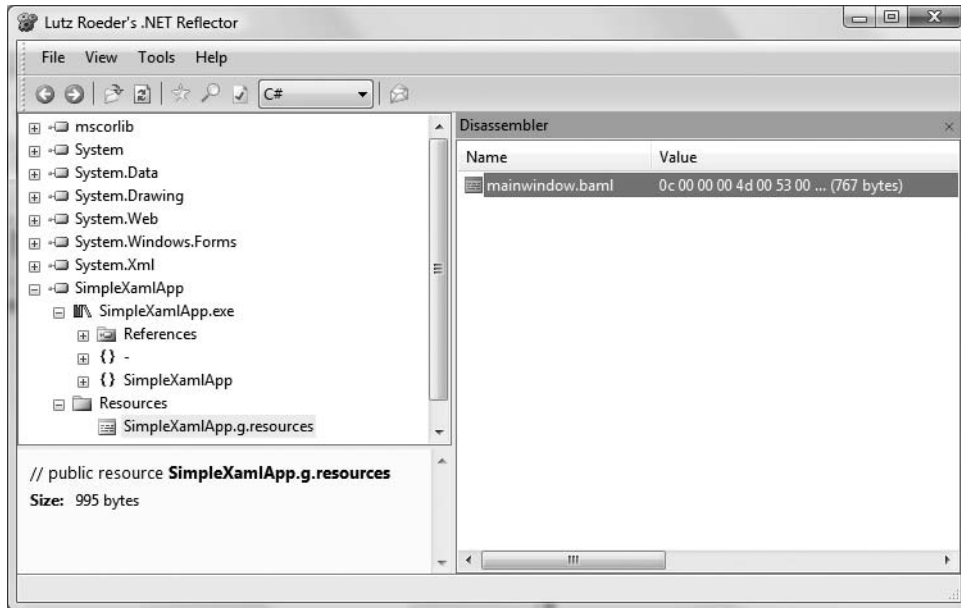 Lutz Roeder's .NET Reflector
File View Tools Help
C#
mscorlib
System
System.Data
System.Drawing
System.Web
System.Windows.Forms
System.Xml
SimpleXamlApp
SimpleXamlApp.exe
References
{} -
{} SimpleXamlApp
Resources
SimpleXamlApp.g.resources
// public resource SimpleXamlApp.g.resources
Size: 995 bytes
Disassembler
Name Value
mainwindow.baml 0c 00 00 00 4d 00 53 00 ... (767 bytes)